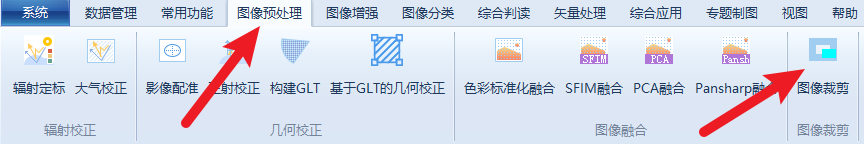 系统 数据管理 常用功能 图像预处理 图像增强 图像分类 综合判读 矢量处理 综合应用 专题制图 视图 帮助
SFIM PCA Pansh
辐射定标 大气校正 影像配准 正射校正 构建GLT 基于GLT的几何校正 色彩标准化融合 SFIM融合 PCA融合 Pansharp融 图像裁剪
辐射校正 几何校正 图像融合 图像裁剪